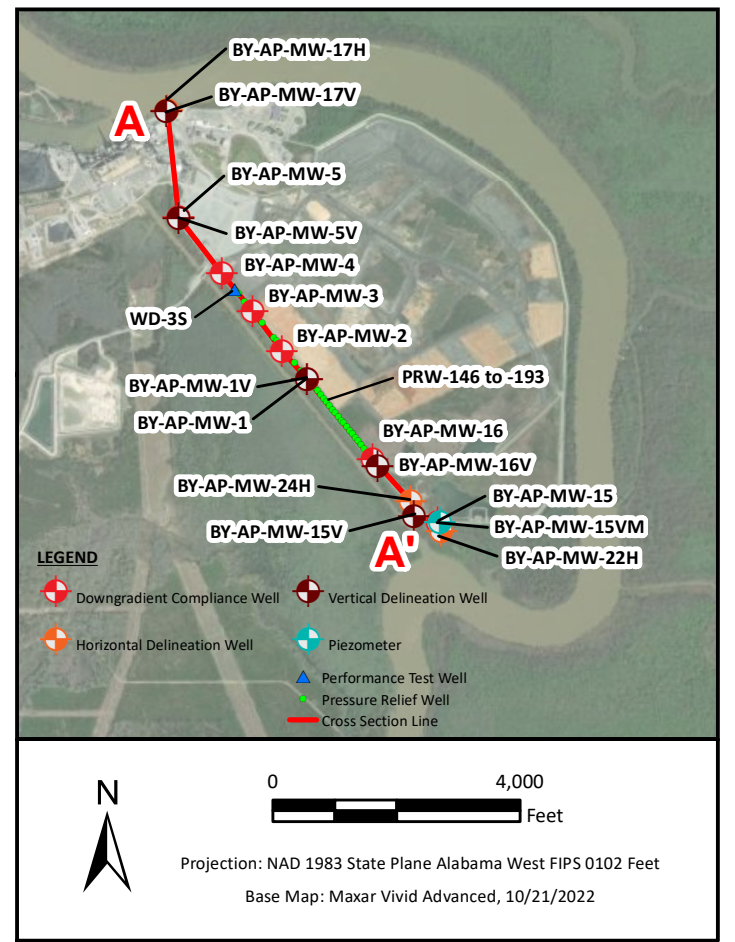 BY-AP-MW-17H
BY-AP-MW-17V
A
BY-AP-MW-5
BY-AP-MW-5V
BY-AP-MW-4
BY-AP-MW-3
WD-3S
BY-AP-MW-2
PRW-146 to -193
BY-AP-MW-1V
BY-AP-MW-1
BY-AP-MW-16
BY-AP-MW-16V
BY-AP-MW-24H
BY-AP-MW-15
BY-AP-MW-15V
BY-AP-MW-15VM
A'
BY-AP-MW-22H
LEGEND
Downgradient Compliance Well
Vertical Delineation Well
Horizontal Delineation Well
Piezometer
Performance Test Well
Pressure Relief Well
Cross Section Line
N
0 4,000
Feet
Projection: NAD 1983 State Plane Alabama West FIPS 0102 Feet
Base Map: Maxar Vivid Advanced, 10/21/2022